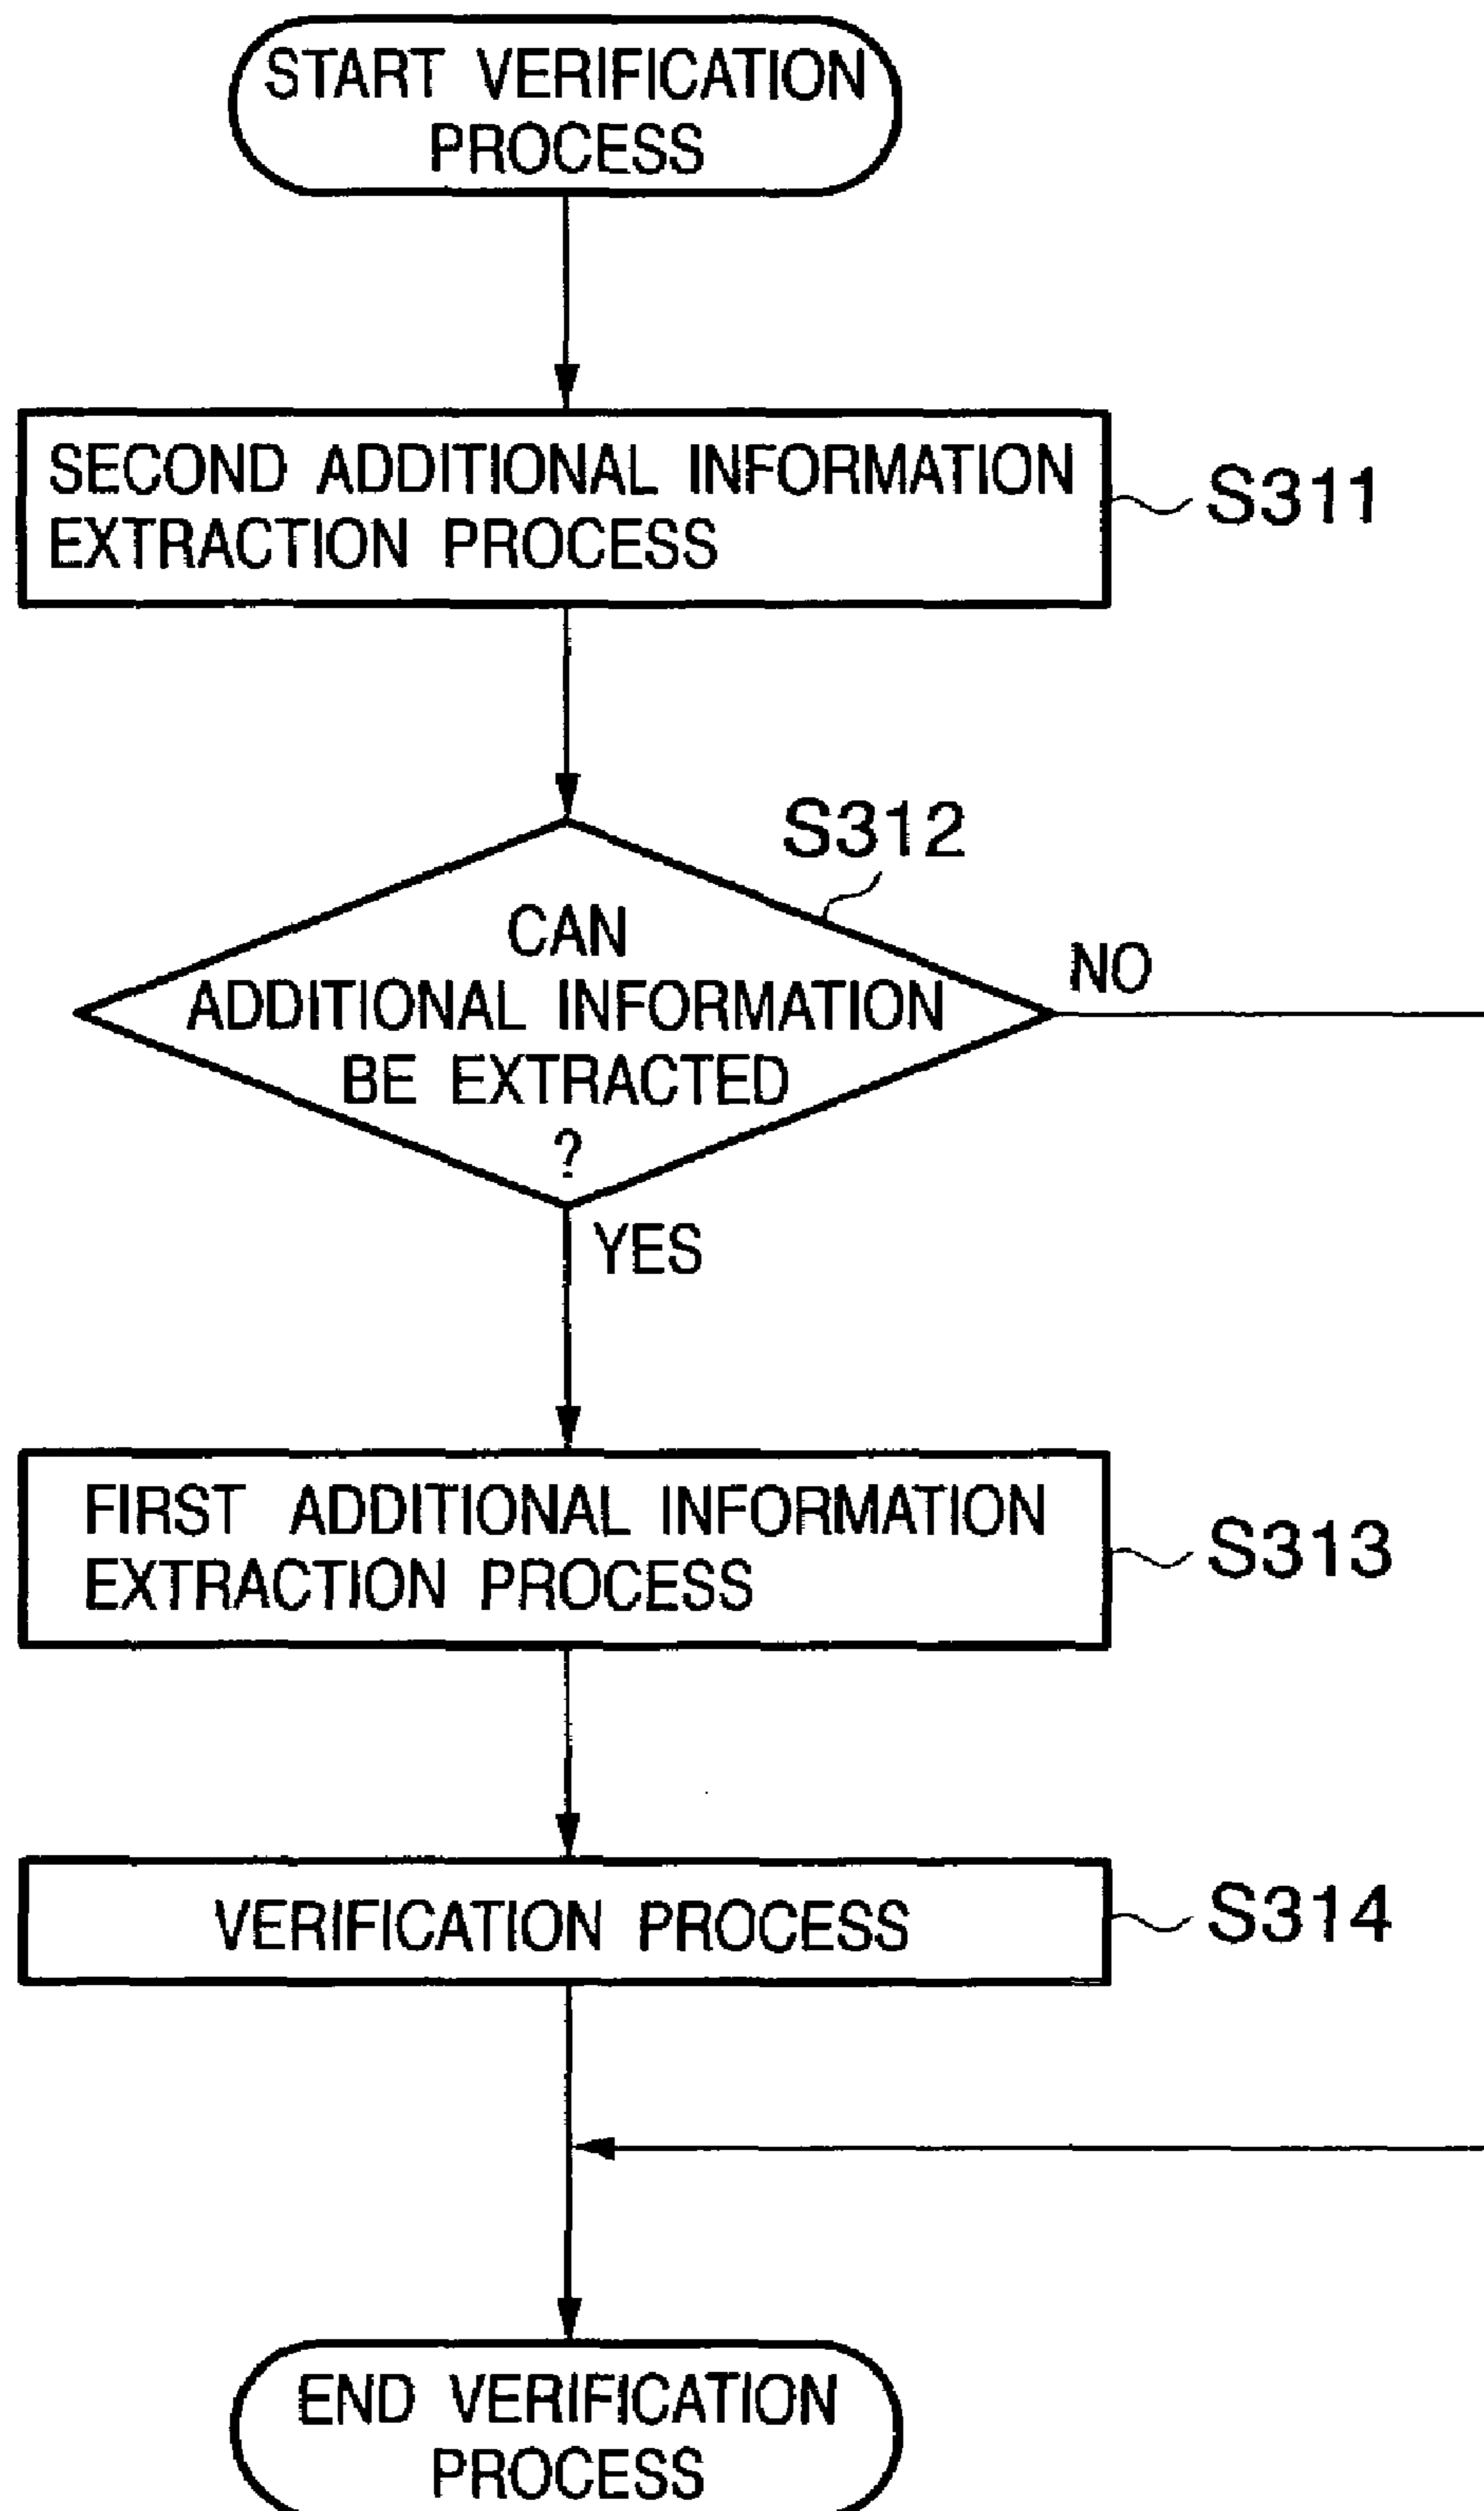 START VERIFICATION
PROCESS
SECOND ADDITIONAL INFORMATION
EXTRACTION PROCESS
S311
S312
CAN
ADDITIONAL INFORMATION
BE EXTRACTED
?
NO
YES
FIRST ADDITIONAL INFORMATION
EXTRACTION PROCESS
S313
VERIFICATION PROCESS
S314
END VERIFICATION
PROCESS